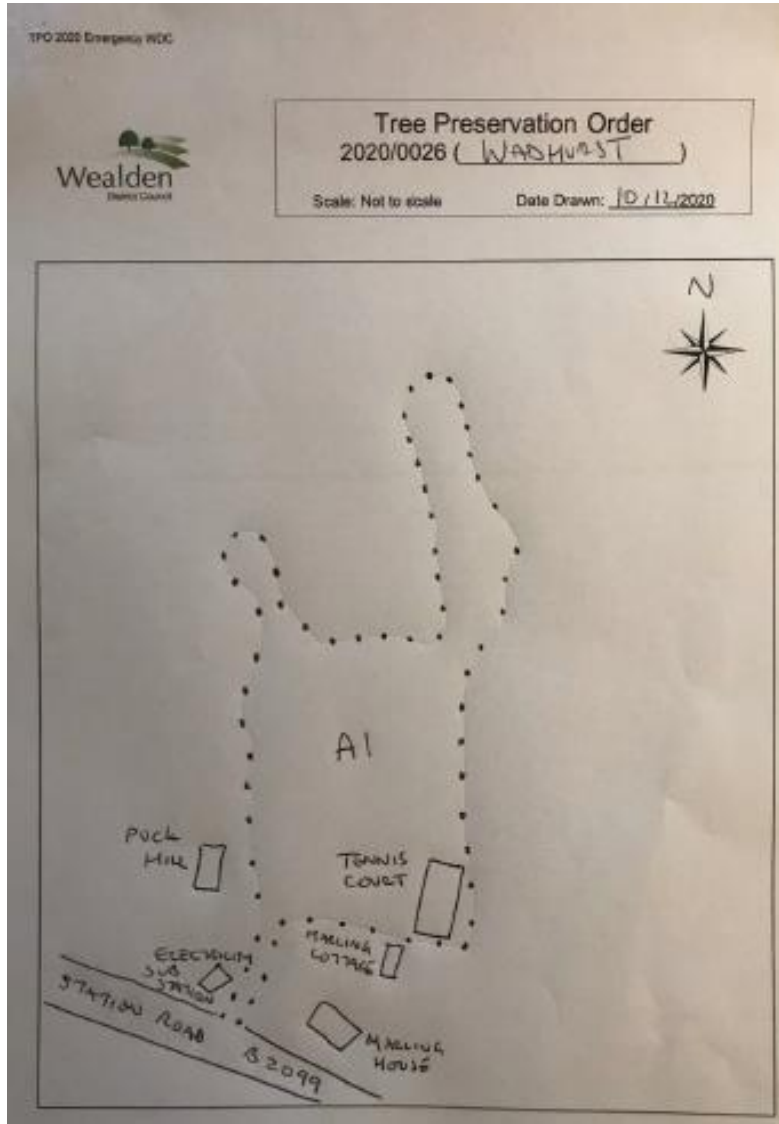 TPO 2020 Emergency WDC
Wealden
District Council
Tree Preservation Order
2020/0026 ( WADHURST )
Scale: Not to scale
Date Drawn: 10/12/2020
N
A1
PUCK
HILL
TENNIS
COURT
MARLING
COTTAGE
SUB
STATION
STATION ROAD B2099
MARLING
HOUSE